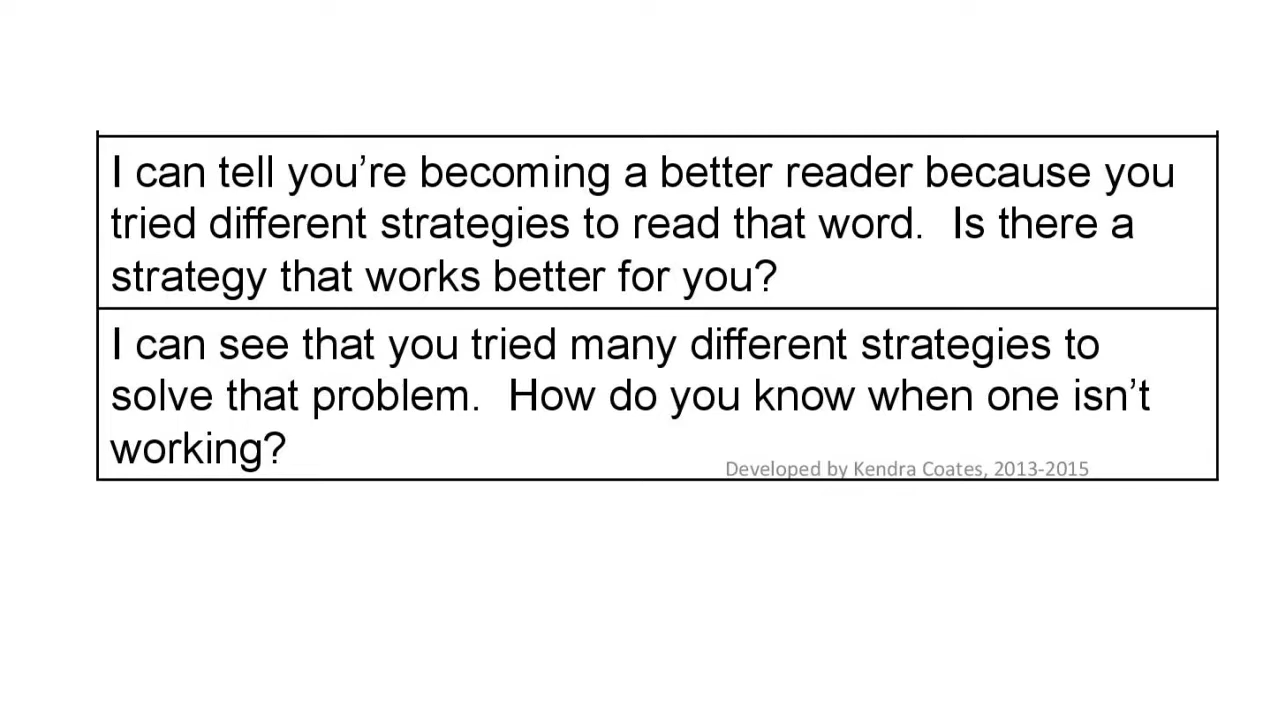 I can tell you’re becoming a better reader because you
tried different strategies to read that word.  Is there a
strategy that works better for you?
I can see that you tried many different strategies to
solve that problem.  How do you know when one isn’t
working?
Developed by Kendra Coates, 2013-2015